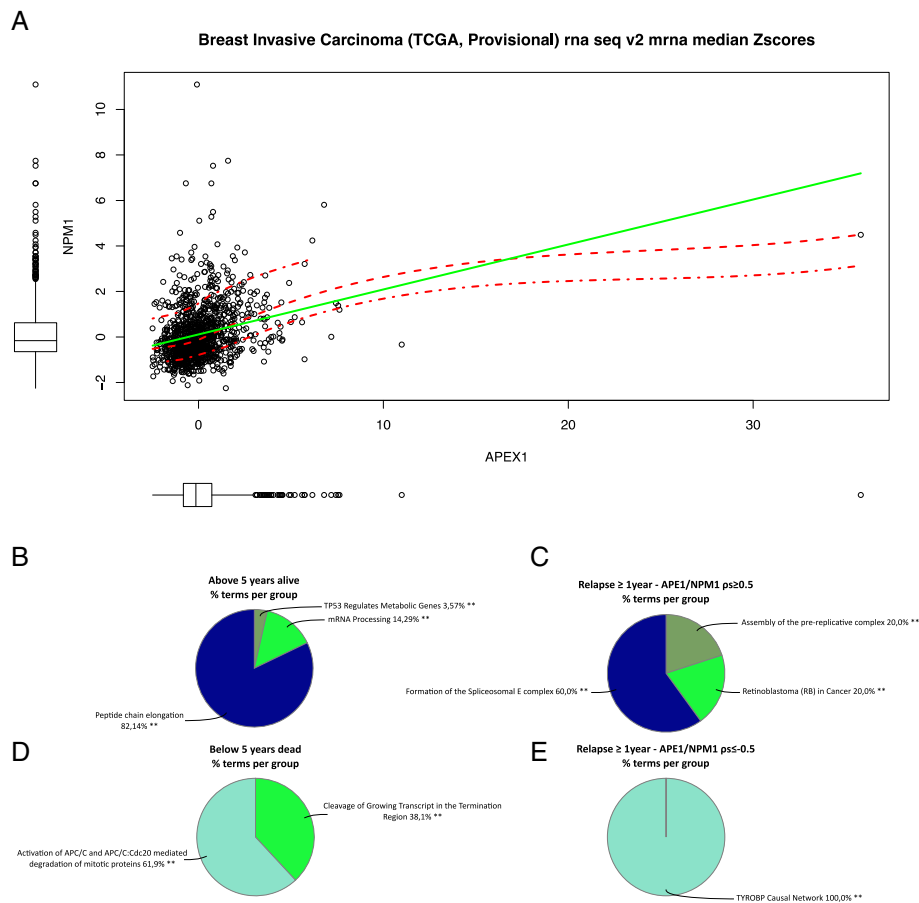 A
Breast Invasive Carcinoma (TCGA, Provisional) rna seq v2 mrna median Zscores
NPM1
10
8
6
4
2
0
−2
0
10
20
30
APEX1
B
Above 5 years alive
% terms per group
TP53 Regulates Metabolic Genes 3,57% **
mRNA Processing 14,29% **
Peptide chain elongation
82,14% **
C
Relapse ≥ 1year - APE1/NPM1 ρs≥0.5
% terms per group
Assembly of the pre-replicative complex 20,0% **
Formation of the Spliceosomal E complex 60,0% **
Retinoblastoma (RB) in Cancer 20,0% **
D
Below 5 years dead
% terms per group
Cleavage of Growing Transcript in the Termination
Region 38,1% **
Activation of APC/C and APC/C:Cdc20 mediated
degradation of mitotic proteins 61,9% **
E
Relapse ≥ 1year - APE1/NPM1 ρs≤-0.5
% terms per group
TYROBP Causal Network 100,0% **